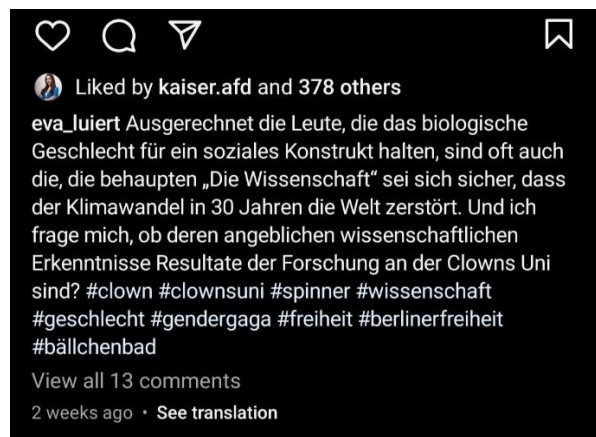 Liked by kaiser.afd and 378 others
eva_luiert Ausgerechnet die Leute, die das biologische
Geschlecht für ein soziales Konstrukt halten, sind oft auch
die, die behaupten „Die Wissenschaft“ sei sich sicher, dass
der Klimawandel in 30 Jahren die Welt zerstört. Und ich
frage mich, ob deren angeblichen wissenschaftlichen
Erkenntnisse Resultate der Forschung an der Clowns Uni
sind? #clown #clownsuni #spinner #wissenschaft
#geschlecht #gendergaga #freiheit #berlinerfreiheit
#bällchenbad
View all 13 comments
2 weeks ago • See translation